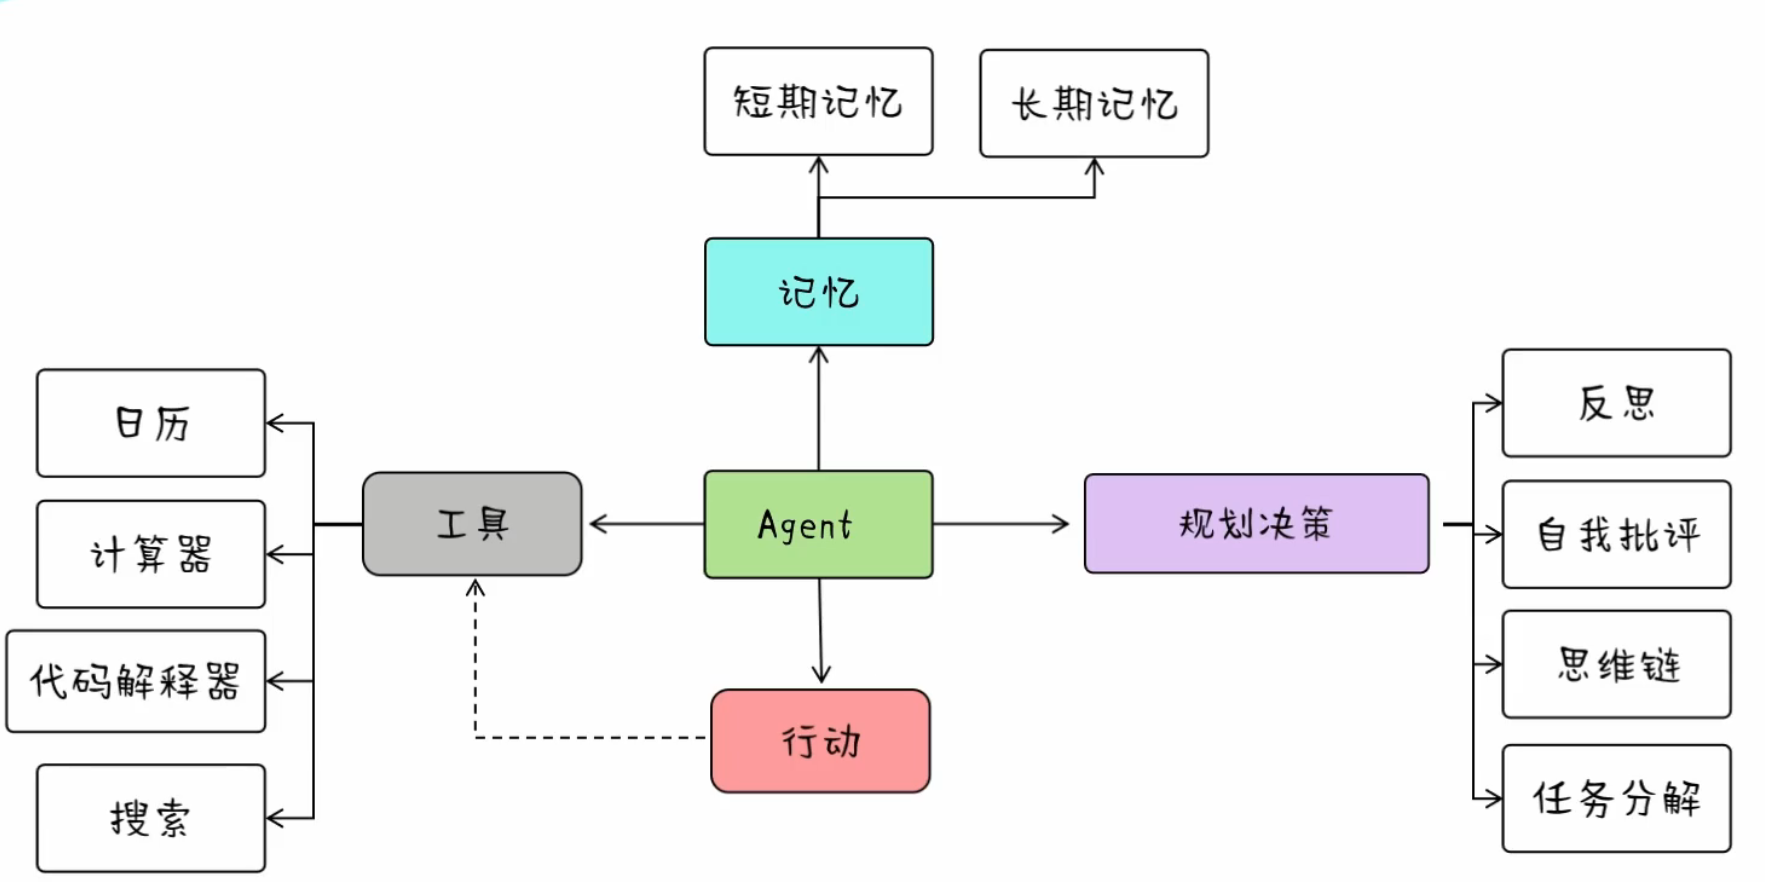 短期记忆
长期记忆
记忆
日历
计算器
代码解释器
搜索
工具
Agent
行动
规划决策
反思
自我批评
思维链
任务分解